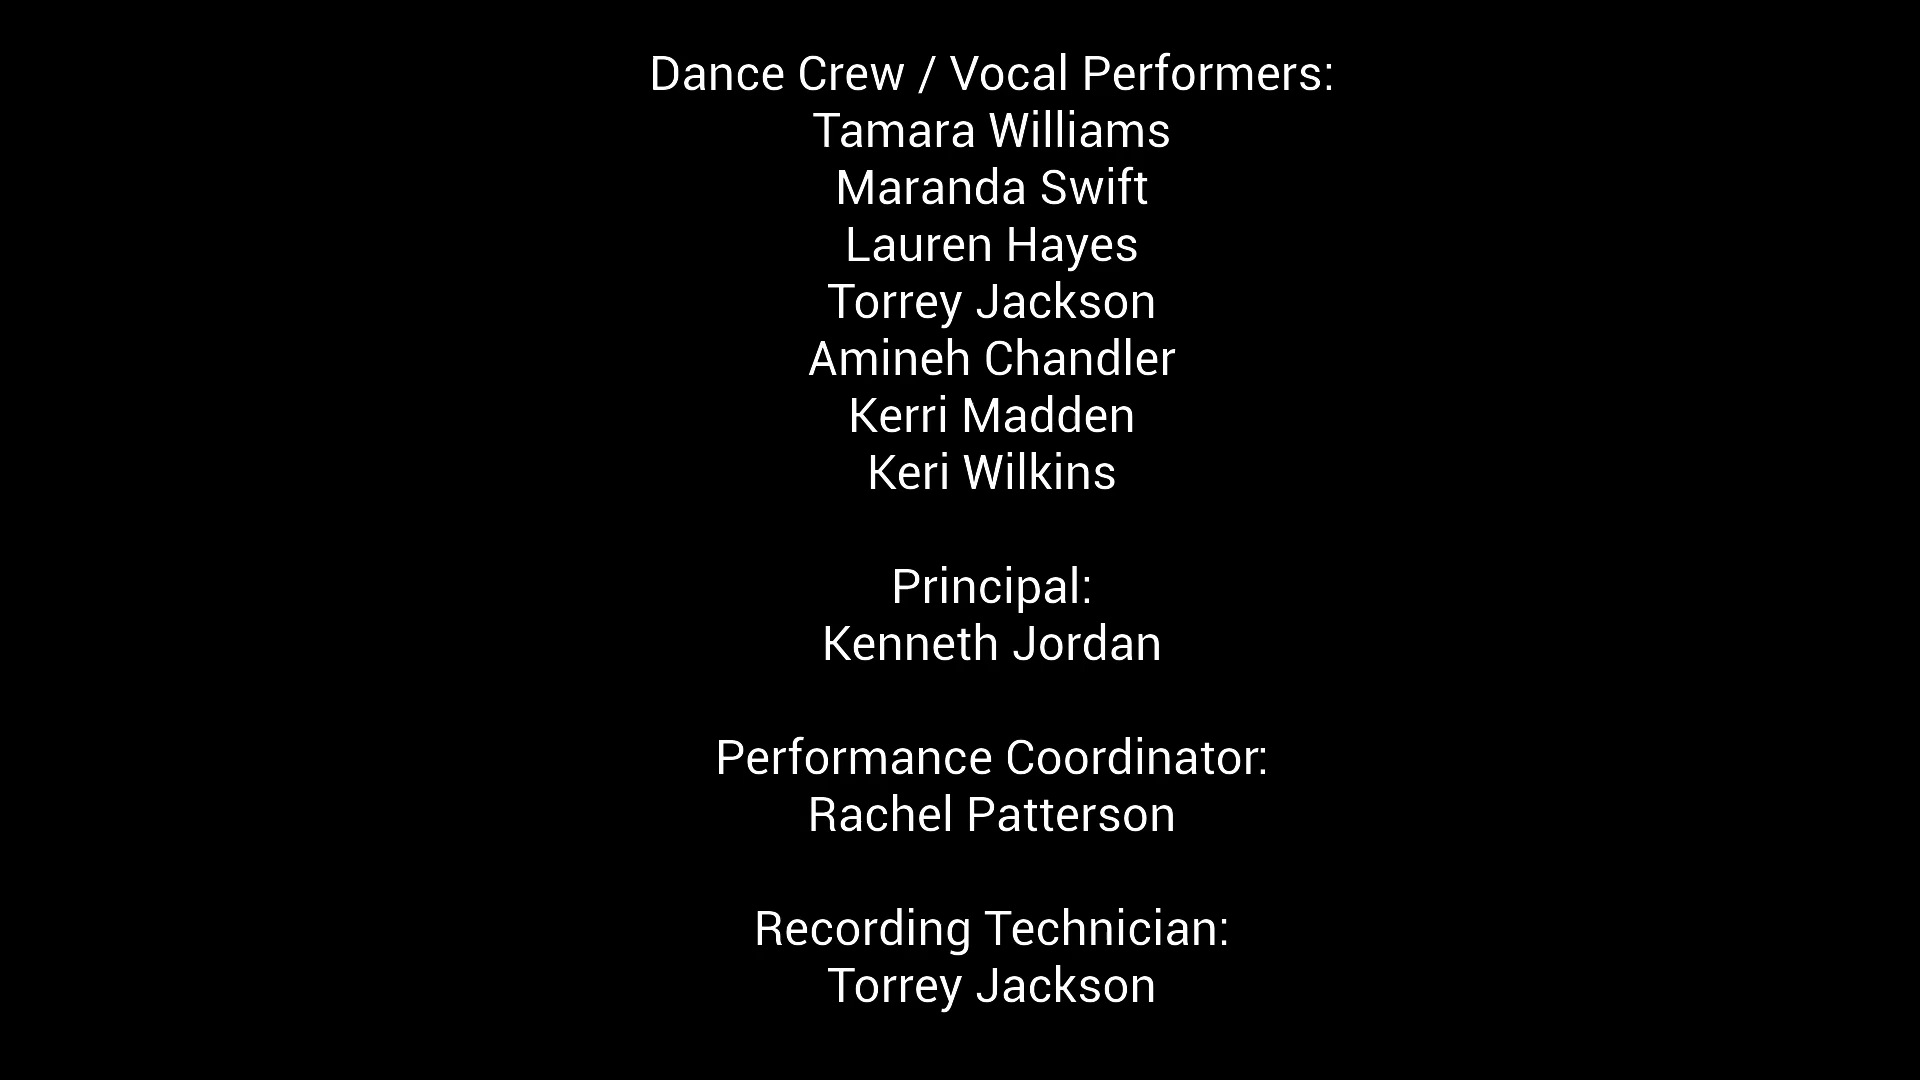 Dance Crew / Vocal Performers:
Tamara Williams
Maranda Swift
Lauren Hayes
Torrey Jackson
Amineh Chandler
Kerri Madden
Keri Wilkins
Principal:
Kenneth Jordan
Performance Coordinator:
Rachel Patterson
Recording Technician:
Torrey Jackson